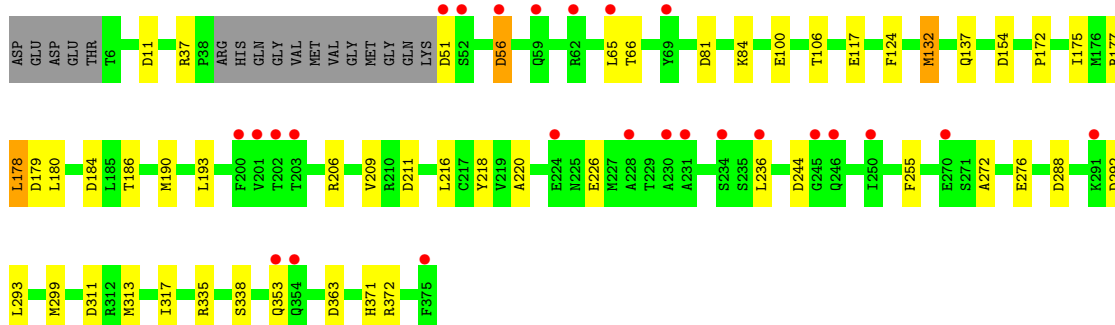 ASP GLU ASP GLU THR T6 D11 R37 P38 ARG HIS GLN GLY VAL MET VAL GLY MET GLY GLN LYS D51 S52 D56 Q59 R62 L65 T66 Y69 D81 K84 E100 T106 E117 F124 M132 Q137 D154 P172 I175 M176 R177
L178 D179 L180 D184 L185 T186 M190 L193 F200 V201 T202 T203 R206 V209 R210 D211 L216 C217 Y218 V219 A220 E224 N225 E226 M227 A228 T229 A230 A231 S234 S235 L236 D244 G245 Q246 I250 F255 E270 S271 A272 E276 D288 K291 D292
L293 M299 D311 R312 M313 I317 R335 S338 Q353 Q354 D363 H371 R372 F375